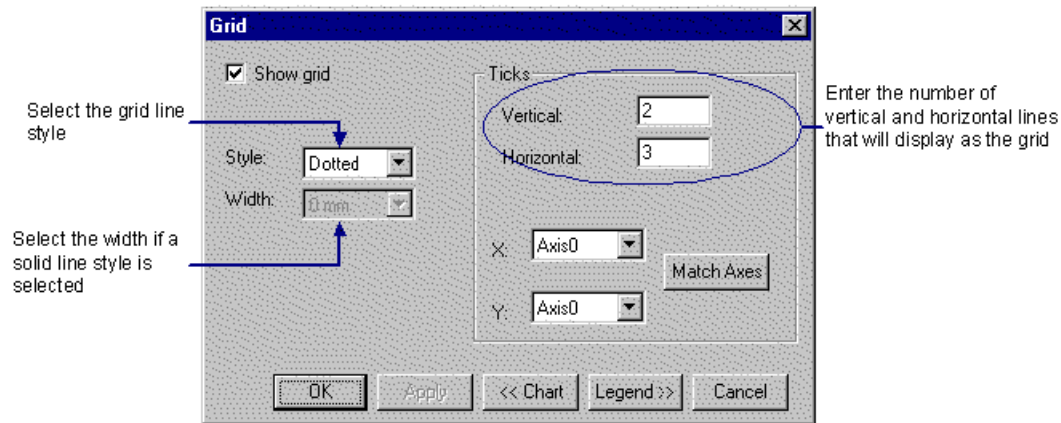 Grid
Show grid
Select the grid line
style
Style:
Dotted
Width:
0 mm
Select the width if a
solid line style is
selected
Ticks
Vertical:
2
Horizontal:
3
Enter the number of
vertical and horizontal lines
that will display as the grid
X:
Axis0
Match Axes
Y:
Axis0
OK
Apply
<< Chart
Legend >>
Cancel